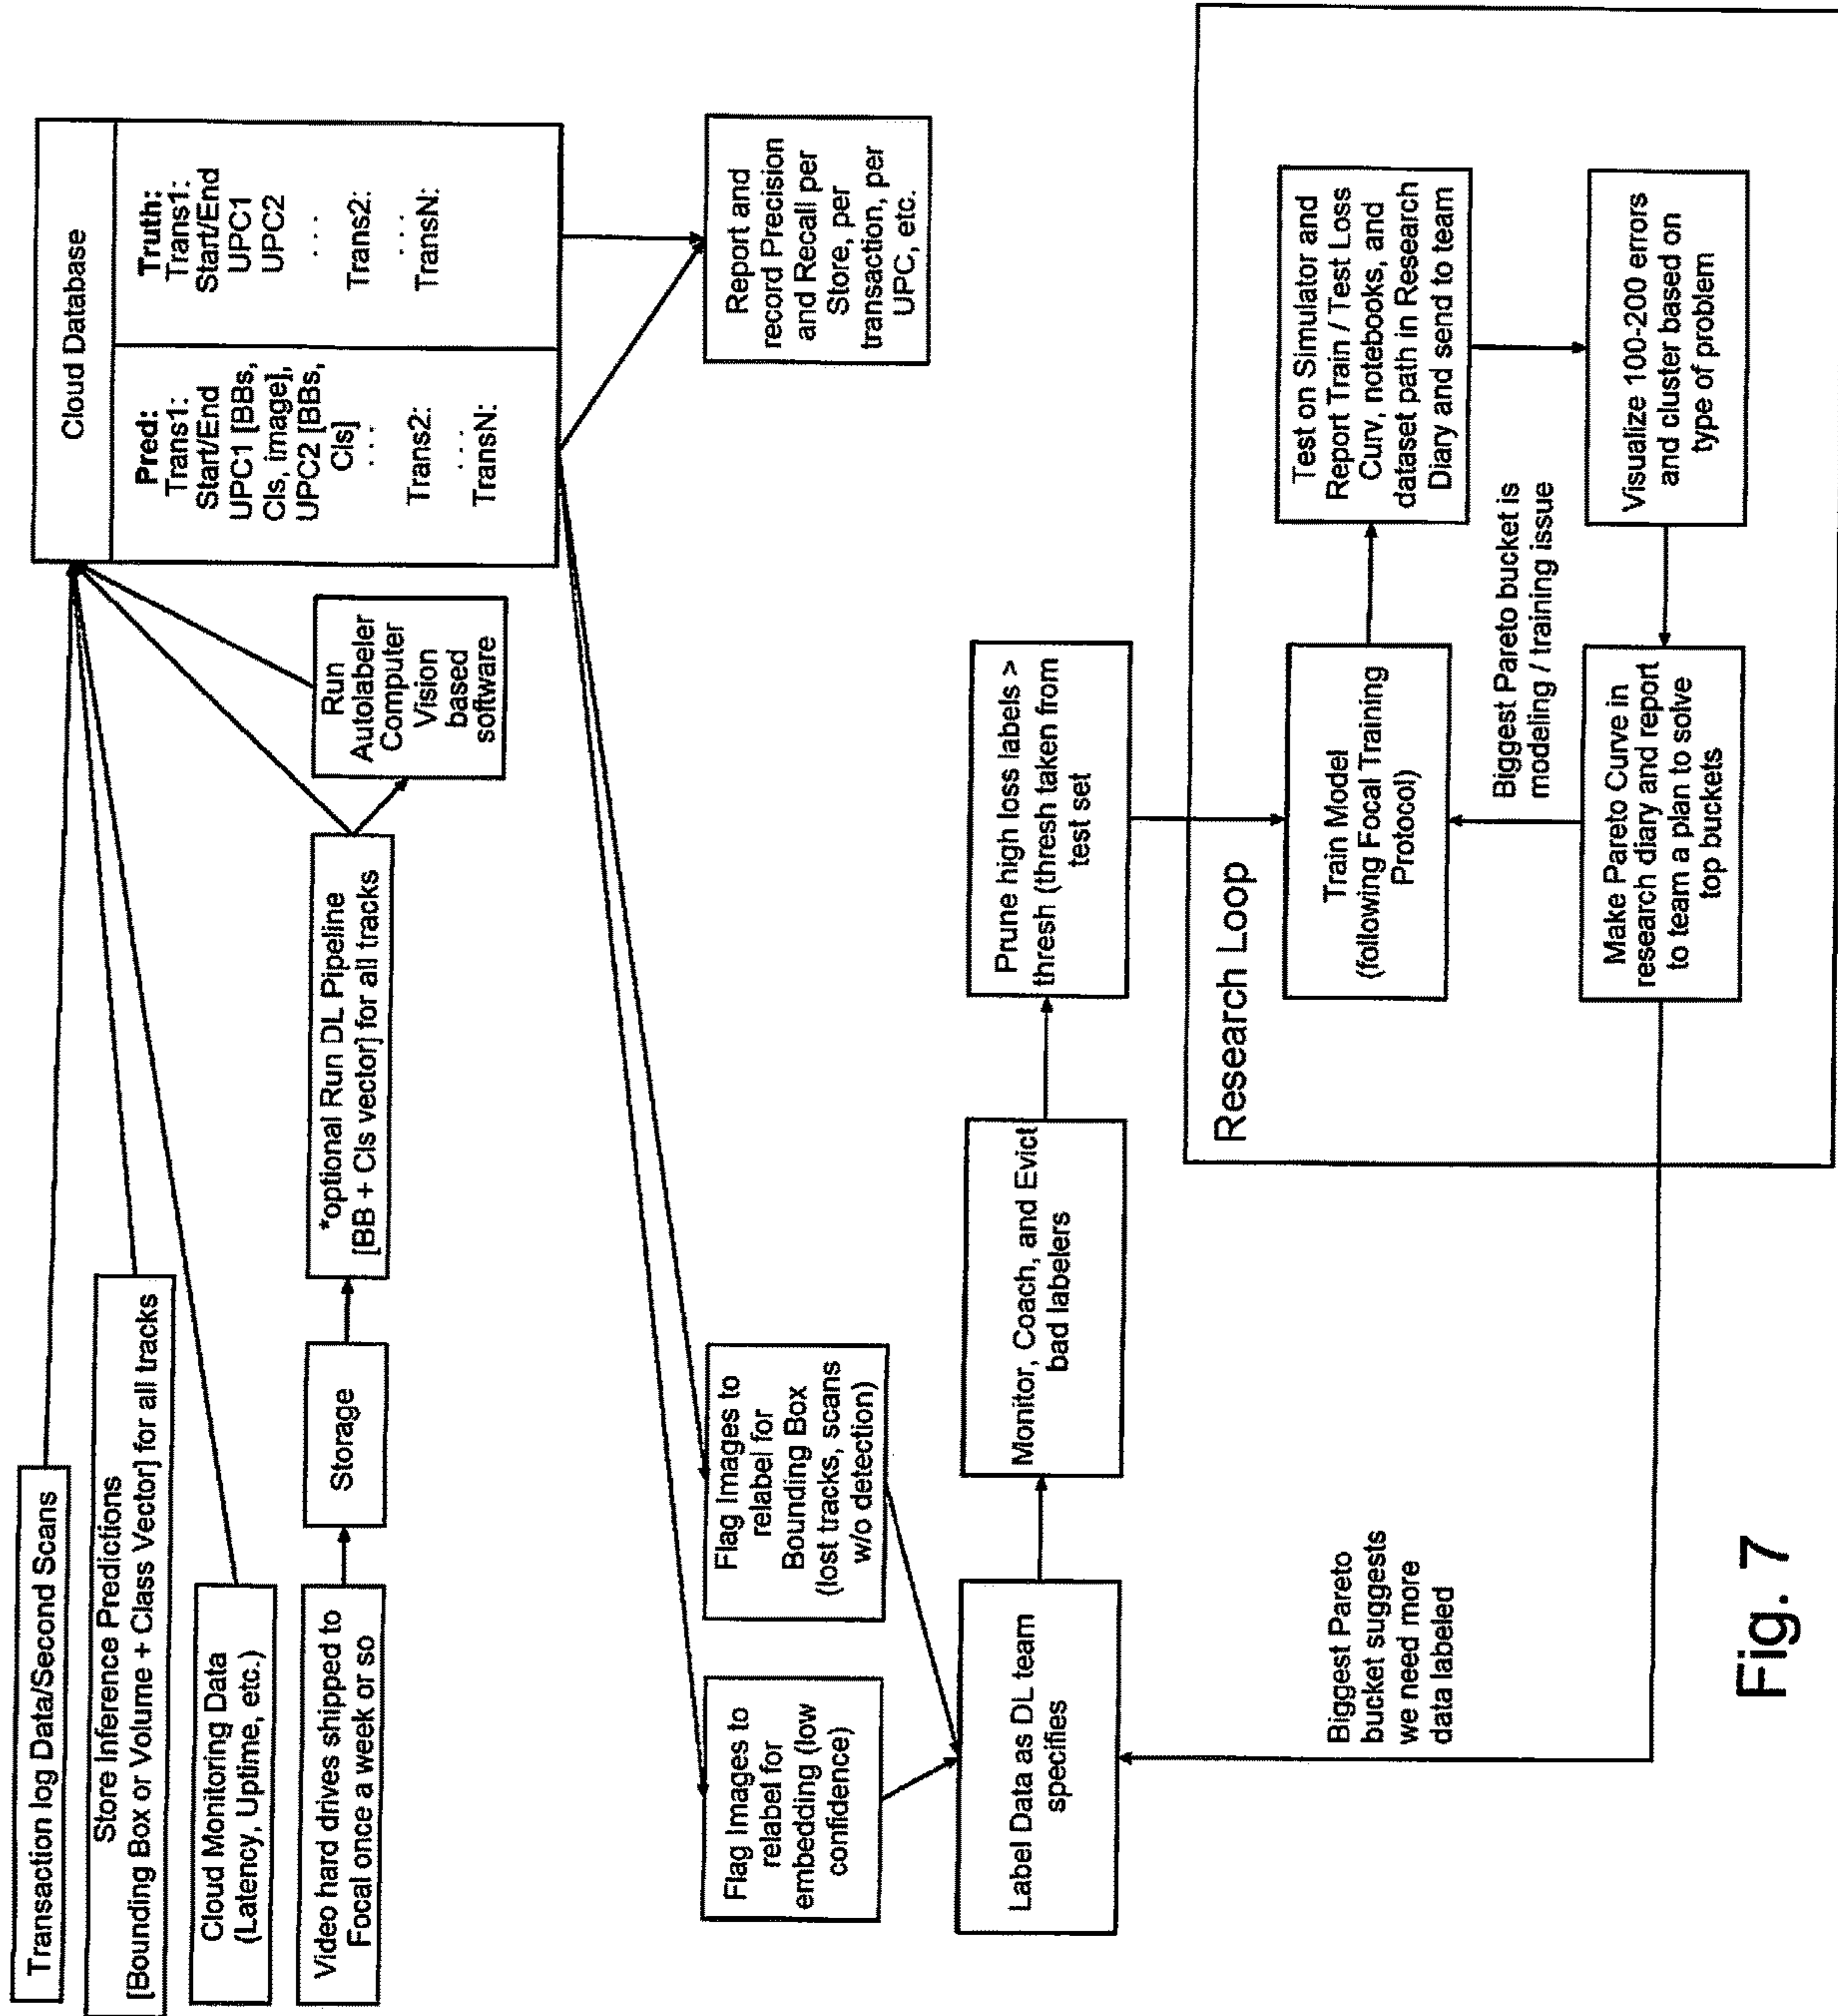 Transaction log Data/Second Scans
Store Inference Predictions
[Bounding Box or Volume + Class Vector] for all tracks
Cloud Monitoring Data
(Latency, Uptime, etc.)
Video hard drives shipped to
Focal once a week or so
Storage
*optional Run DL Pipeline
[BB + Cls vector] for all tracks
Run
Autolabeler
Computer
Vision
based
software
Cloud Database
Pred:
Trans1:
Start/End
UPC1 [BBs,
Cls, image],
UPC2 [BBs,
Cls]
...
Trans2:
...
TransN:
Truth:
Trans1:
Start/End
UPC1
UPC2
...
Trans2:
...
TransN:
Flag Images to
relabel for
embedding (low
confidence)
Flag Images to
relabel for
Bounding Box
(lost tracks, scans
w/o detection)
Report and
record Precision
and Recall per
Store, per
transaction, per
UPC, etc.
Label Data as DL team
specifies
Monitor, Coach, and Evict
bad labelers
Prune high loss labels >
thresh (thresh taken from
test set
Research Loop
Train Model
(following Focal Training
Protocol)
Test on Simulator and
Report Train / Test Loss
Curv, notebooks, and
dataset path in Research
Diary and send to team
Biggest Pareto bucket is
modeling / training issue
Make Pareto Curve in
research diary and report
to team a plan to solve
top buckets
Visualize 100-200 errors
and cluster based on
type of problem
Biggest Pareto
bucket suggests
we need more
data labeled
Fig. 7